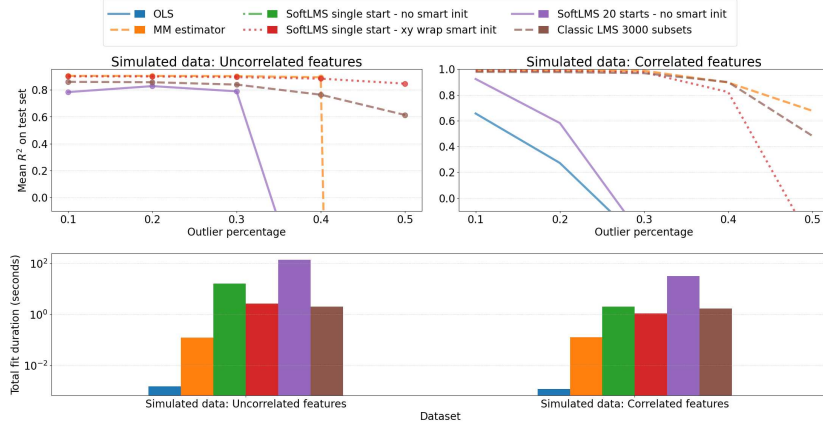 OLS
MM estimator
SoftLMS single start - no smart init
SoftLMS single start - xy wrap smart init
SoftLMS 20 starts - no smart init
Classic LMS 3000 subsets
Simulated data: Uncorrelated features
Mean R² on test set
0.8
0.6
0.4
0.2
0.0
0.1 0.2 0.3 0.4 0.5
Outlier percentage
Simulated data: Correlated features
1.0
0.8
0.6
0.4
0.2
0.0
0.1 0.2 0.3 0.4 0.5
Outlier percentage
Total fit duration (seconds)
10²
10⁰
10⁻²
Simulated data: Uncorrelated features
Simulated data: Correlated features
Dataset